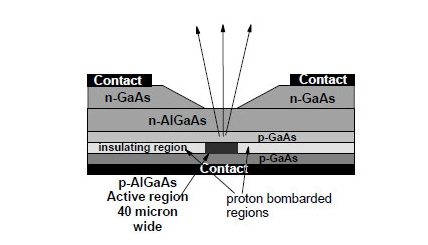 Contact
Contact
n-GaAs
n-GaAs
n-AlGaAs
p-GaAs
insulating region
p-GaAs
Contact
p-AlGaAs
Active region
40 micron
wide
proton bombarded
regions